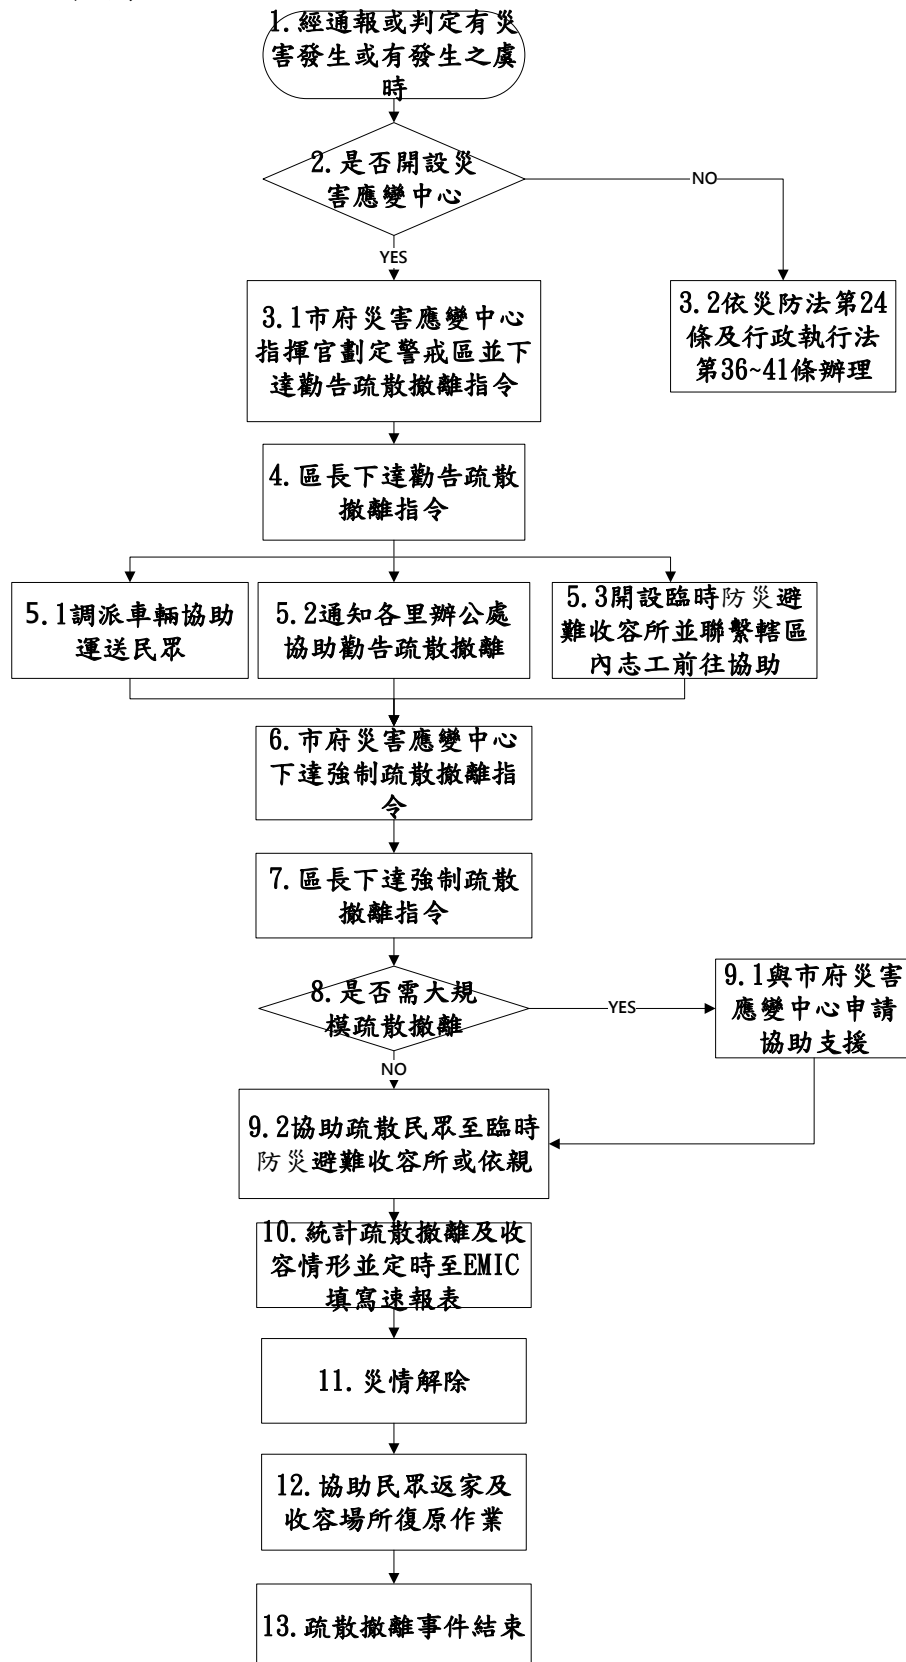 1.經通報或判定有災
害發生或有發生之虞
時
2.是否開設災
害應變中心
NO
YES
3.1市府災害應變中心
指揮官劃定警戒區並下
達勸告疏散撤離指令
3.2依災防法第24
條及行政執行法
第36~41條辦理
4.區長下達勸告疏散
撤離指令
5.1調派車輛協助
運送民眾
5.2通知各里辦公處
協助勸告疏散撤離
5.3開設臨時防災避
難收容所並聯繫轄區
內志工前往協助
6.市府災害應變中心
下達強制疏散撤離指
令
7.區長下達強制疏散
撤離指令
8.是否需大規
模疏散撤離
YES
9.1與市府災害
應變中心申請
協助支援
NO
9.2協助疏散民眾至臨時
防災避難收容所或依親
10.統計疏散撤離及收
容情形並定時至EMIC
填寫速報表
11.災情解除
12.協助民眾返家及
收容場所復原作業
13.疏散撤離事件結束